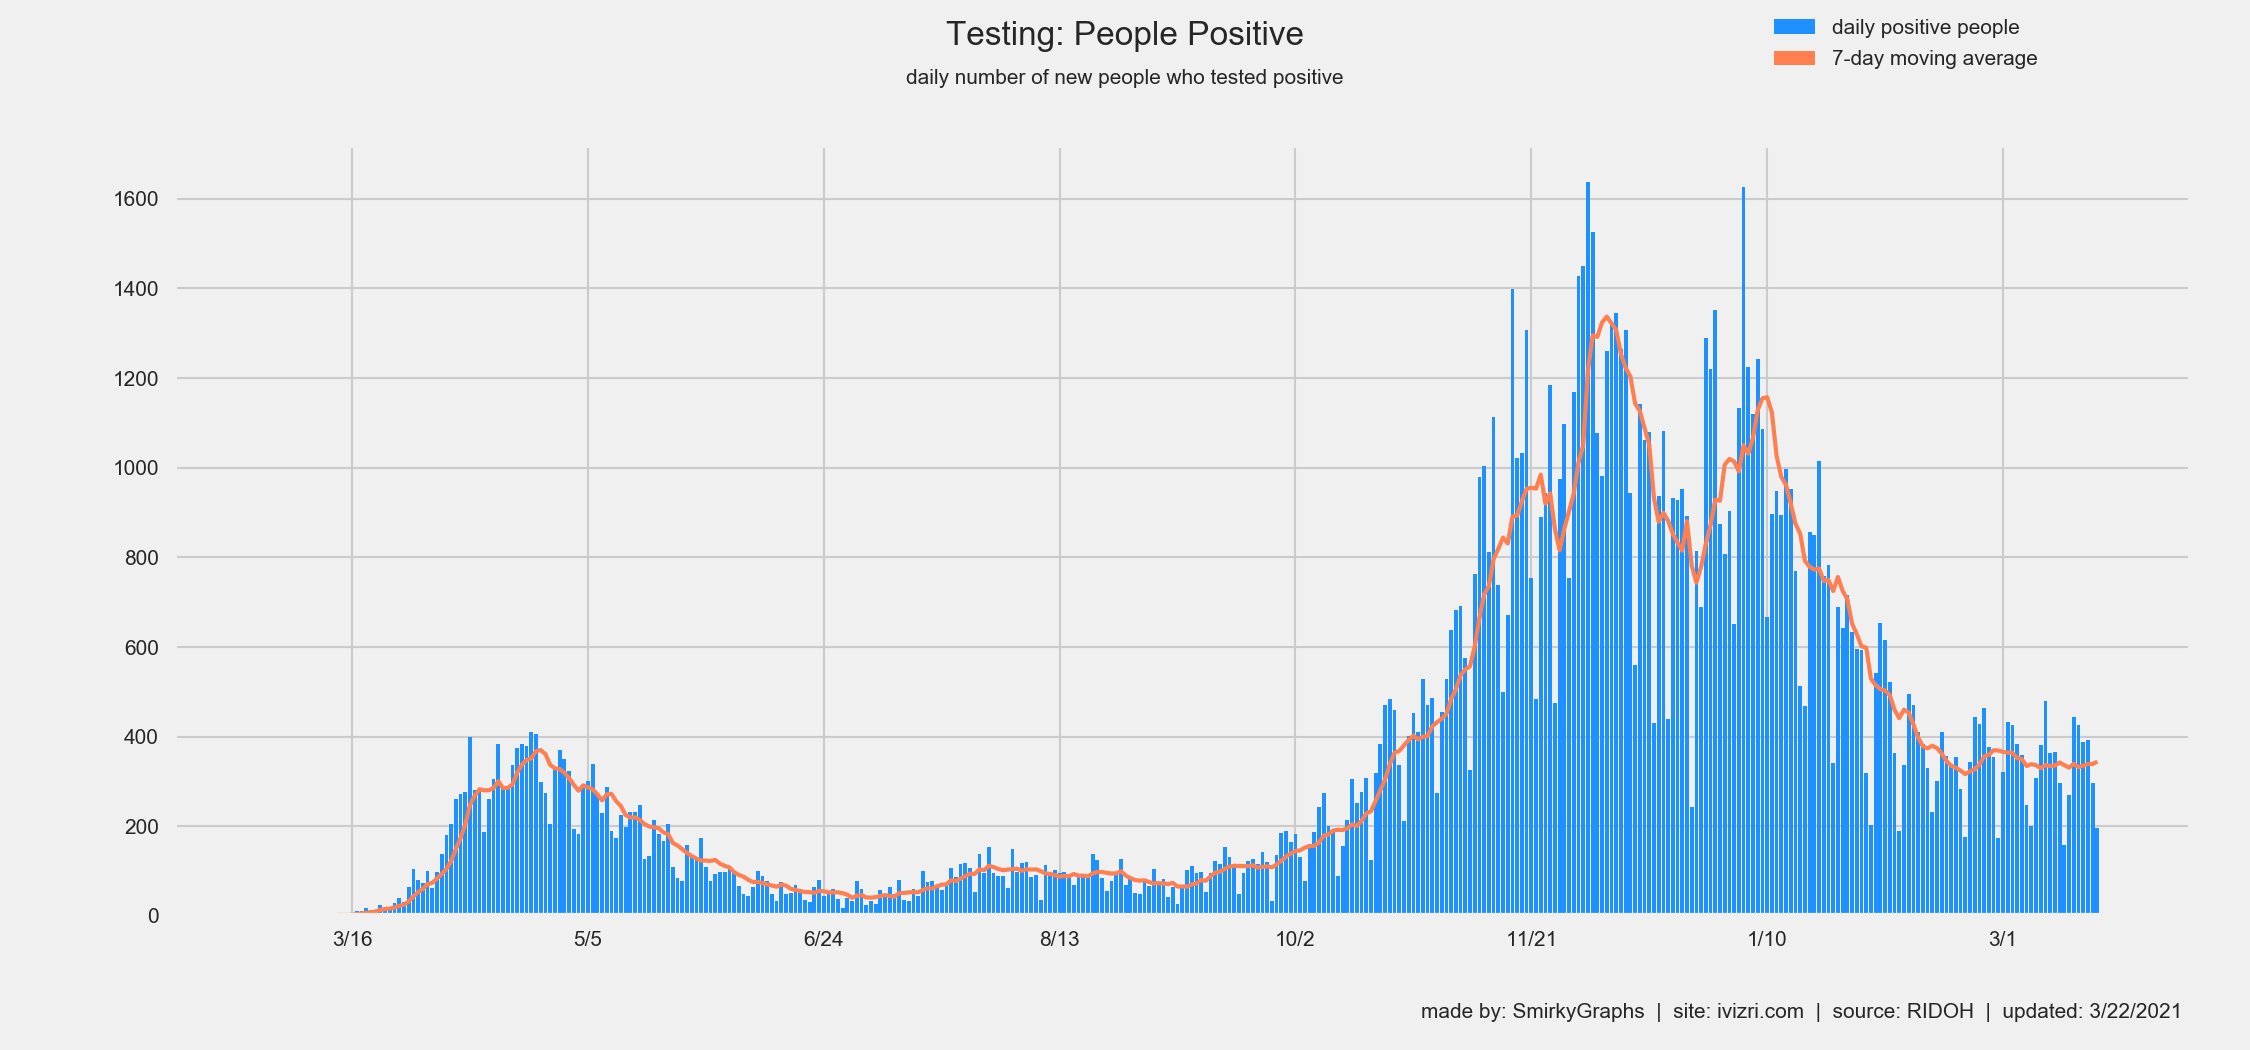 Testing: People Positive
daily number of new people who tested positive
daily positive people
7-day moving average
1600
1400
1200
1000
800
600
400
200
0
3/16 5/5 6/24 8/13 10/2 11/21 1/10 3/1
made by: SmirkyGraphs | site: ivizri.com | source: RIDOH | updated: 3/22/2021